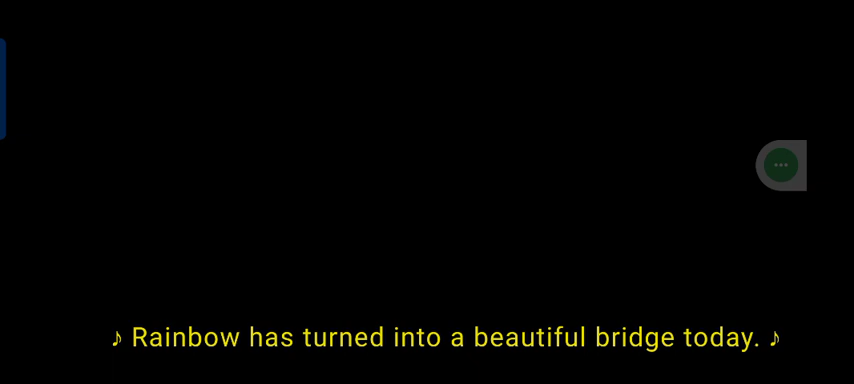 ♪ Rainbow has turned into a beautiful bridge today. ♪